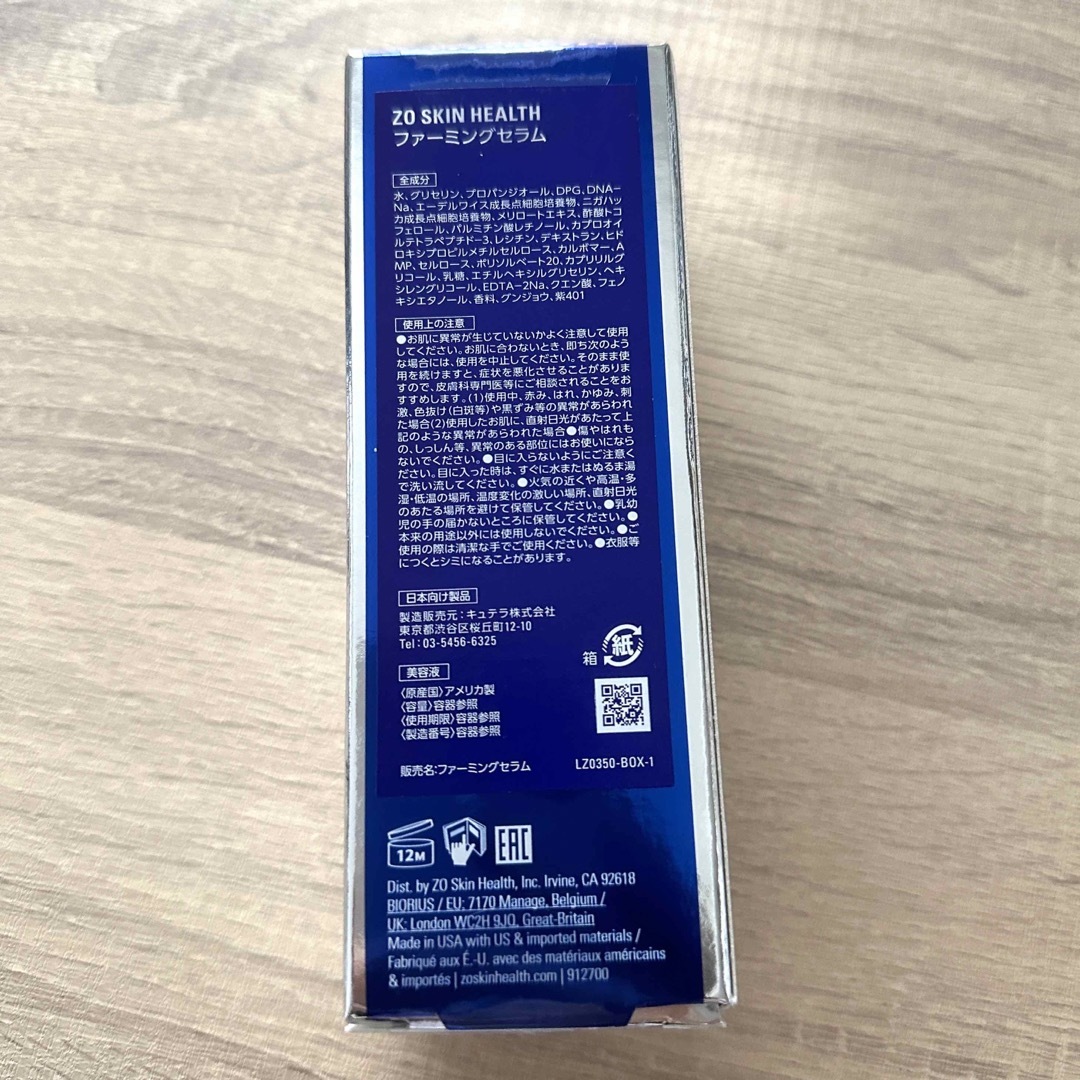 ZO SKIN HEALTH
ファーミングセラム
全成分
水、グリセリン、プロパンジオール、DPG、DNA-
Na、エーデルワイス成長点細胞培養物、ニガハッ
カ成長点細胞培養物、メリロートエキス、酢酸トコ
フェロール、パルミチン酸レチノール、カプロオイ
ルテトラペプチド-3、レシチン、デキストラン、ヒド
ロキシプロピルメチルセルロース、カルボマー、A
MP、セルロース、ポリソルベート20、カプリリルグ
リコール、乳糖、エチルヘキシルグリセリン、ヘキ
シレングリコール、EDTA-2Na、クエン酸、フェノ
キシエタノール、香料、グンジョウ、紫401
使用上の注意
●お肌に異常が生じていないかよく注意して使用
してください。お肌に合わないとき、即ち次のよう
な場合には、使用を中止してください。そのまま使
用を続けますと、症状を悪化させることがあり
ますので、皮膚科専門医等にご相談されることをお
すすめします。(1)使用中、赤み、はれ、かゆみ、刺
激、色抜け(白斑等)や黒ずみ等の異常があらわれ
た場合(2)使用したお肌に、直射日光があたって上
記のような異常があらわれた場合●傷やはれも
の、しっしん等、異常のある部位にはお使いになら
ないでください。●目に入らないようにご注意く
ださい。目に入った時は、すぐに水またはぬるま湯
で洗い流してください。●火気の近くや高温・多
湿・低温の場所、温度変化の激しい場所、直射日光
のあたる場所を避けて保管してください。●乳幼
児の手の届かないところに保管してください。●
本来の用途以外には使用しないでください。●ご
使用の際は清潔な手でご使用ください。●衣服等
につくとシミになることがあります。
日本向け製品
製造販売元：キュテラ株式会社
東京都渋谷区桜丘町12-10
Tel：03-5456-6325
箱 紙
美容液
〈原産国〉アメリカ製
〈容量〉容器参照
〈使用期限〉容器参照
〈製造番号〉容器参照
販売名:ファーミングセラム LZ0350-BOX-1
12M EAC
Dist. by ZO Skin Health, Inc. Irvine, CA 92618
BIORIUS / EU: 7170 Manage, Belgium /
UK: London WC2H 9JQ, Great-Britain
Made in USA with US & imported materials /
Fabriqué aux É.-U. avec des matériaux américains
& importés | zoskinhealth.com | 912700